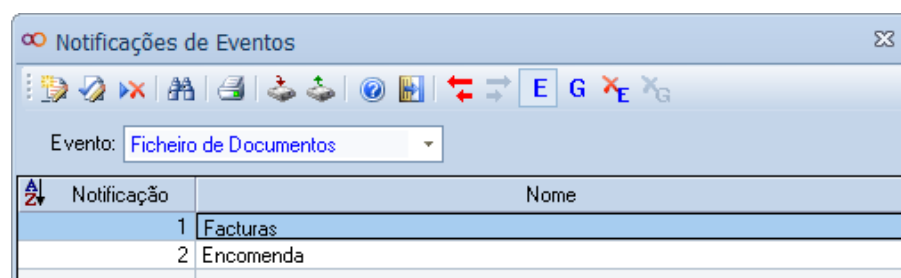 Notificações de Eventos
E G E G
Evento: Ficheiro de Documentos
A Z Notificação Nome
1 Facturas
2 Encomenda